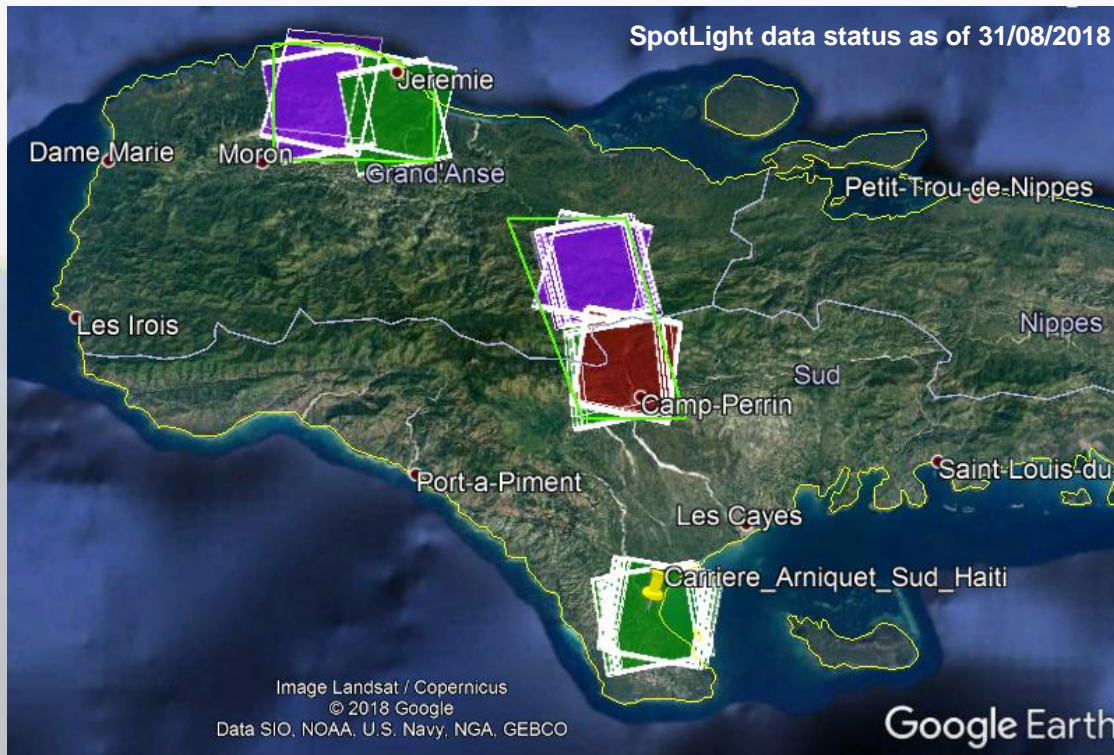 SpotLight data status as of 31/08/2018
Jeremie
Dame Marie
Moron
Grand'Anse
Petit-Trou-de-Nippes
Les Irois
Nippes
Sud
Camp-Perrin
Port-a-Piment
Saint-Louis-du
Les Cayes
Carriere_Arniquet_Sud_Haiti
Image Landsat / Copernicus
© 2018 Google
Data SIO, NOAA, U.S. Navy, NGA, GEBCO
Google Earth